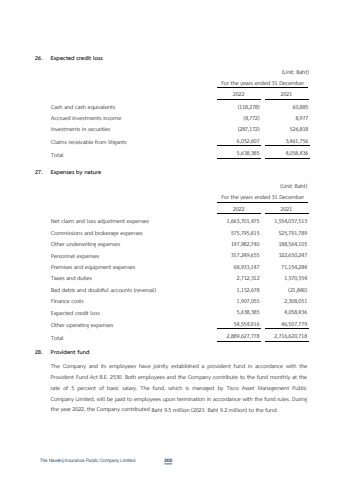 26. Expected credit loss
(Unit: Baht)
For the years ended 31 December
2022 2021
Cash and cash equivalents (118,278) 60,885
Accrued investments income (8,772) 8,977
Investments in securities (287,172) 526,818
Claims receivable from litigants 6,052,607 3,461,756
Total 5,638,385 4,058,436
27. Expenses by nature
(Unit: Baht)
For the years ended 31 December
2022 2021
Net claim and loss adjustment expenses 1,663,701,475 1,554,037,513
Commissions and brokerage expenses 575,795,415 525,791,789
Other underwriting expenses 197,982,740 188,564,105
Personnel expenses 317,249,655 322,650,247
Premises and equipment expenses 68,933,147 71,154,284
Taxes and duties 2,712,312 1,570,354
Bad debts and doubtful accounts (reversal) 1,152,678 (21,840)
Finance costs 1,907,055 2,308,051
Expected credit loss 5,638,385 4,058,436
Other operating expenses 54,554,916 46,507,779
Total 2,889,627,778 2,716,620,718
28. Provident fund
The Company and its employees have jointly established a provident fund in accordance with the
Provident Fund Act B.E. 2530. Both employees and the Company contribute to the fund monthly at the
rate of 5 percent of basic salary. The fund, which is managed by Tisco Asset Management Public
Company Limited, will be paid to employees upon termination in accordance with the fund rules. During
the year 2022, the Company contributed Baht 9.5 million (2021: Baht 9.2 million) to the fund.
The Navakij Insurance Public Company Limited